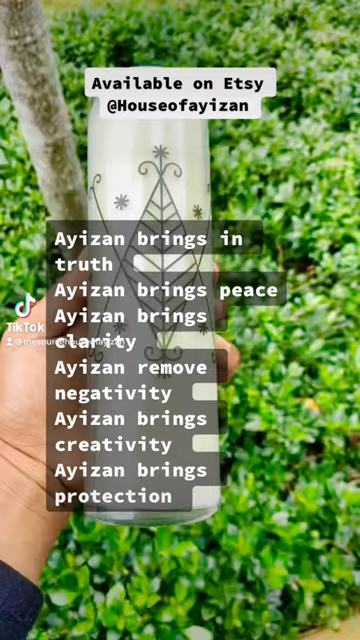 Available on Etsy
@Houseofayizan
Ayizan brings in
truth
Ayizan brings peace
Ayizan brings
clarity
Ayizan remove
negativity
Ayizan brings
creativity
Ayizan brings
protection
TikTok